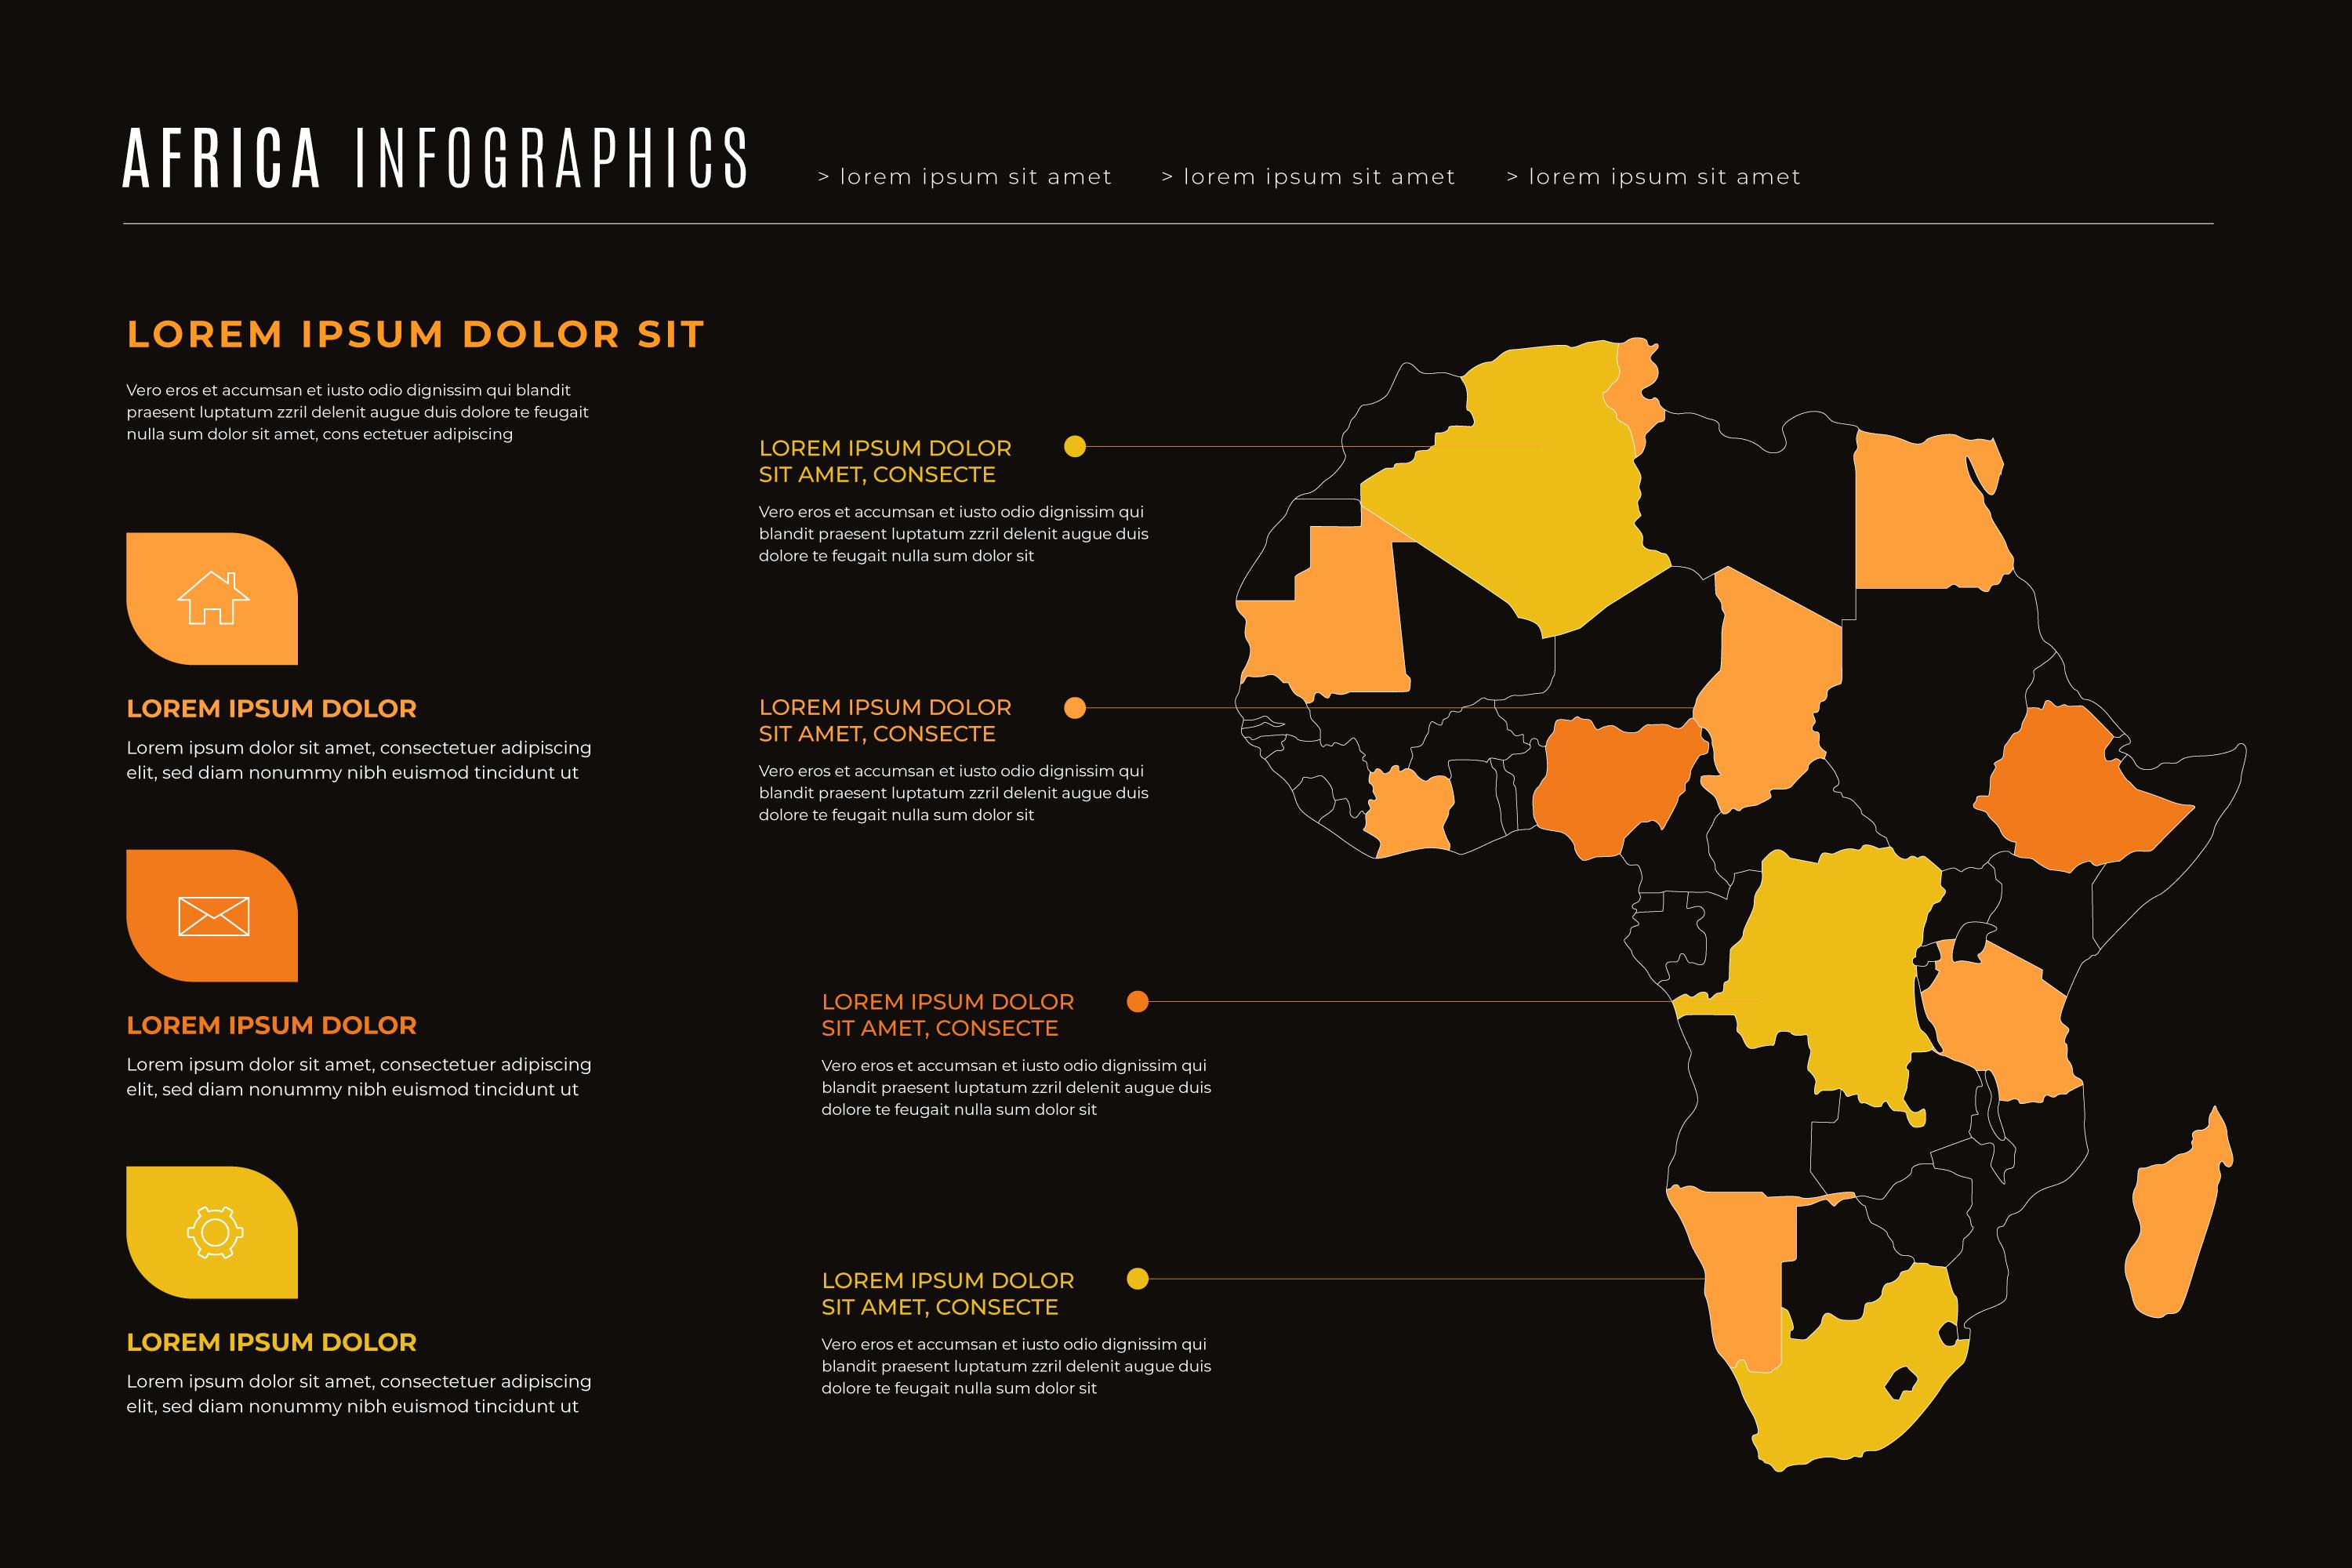 AFRICA INFOGRAPHICS
> lorem ipsum sit amet > lorem ipsum sit amet > lorem ipsum sit amet
LOREM IPSUM DOLOR SIT
Vero eros et accumsan et iusto odio dignissim qui blandit
praesent luptatum zzril delenit augue duis dolore te feugait
nulla sum dolor sit amet, cons ectetuer adipiscing
LOREM IPSUM DOLOR
Lorem ipsum dolor sit amet, consectetuer adipiscing
elit, sed diam nonummy nibh euismod tincidunt ut
LOREM IPSUM DOLOR
Lorem ipsum dolor sit amet, consectetuer adipiscing
elit, sed diam nonummy nibh euismod tincidunt ut
LOREM IPSUM DOLOR
Lorem ipsum dolor sit amet, consectetuer adipiscing
elit, sed diam nonummy nibh euismod tincidunt ut
LOREM IPSUM DOLOR
SIT AMET, CONSECTE
Vero eros et accumsan et iusto odio dignissim qui
blandit praesent luptatum zzril delenit augue duis
dolore te feugait nulla sum dolor sit
LOREM IPSUM DOLOR
SIT AMET, CONSECTE
Vero eros et accumsan et iusto odio dignissim qui
blandit praesent luptatum zzril delenit augue duis
dolore te feugait nulla sum dolor sit
LOREM IPSUM DOLOR
SIT AMET, CONSECTE
Vero eros et accumsan et iusto odio dignissim qui
blandit praesent luptatum zzril delenit augue duis
dolore te feugait nulla sum dolor sit
LOREM IPSUM DOLOR
SIT AMET, CONSECTE
Vero eros et accumsan et iusto odio dignissim qui
blandit praesent luptatum zzril delenit augue duis
dolore te feugait nulla sum dolor sit